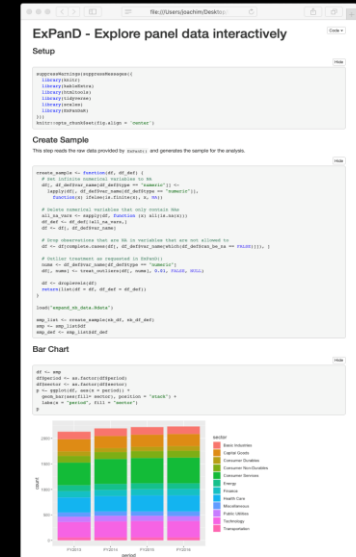 file:///Users/joachim/Desktop
ExPanD - Explore panel data interactively
Code
Setup
Hide
suppressWarnings(suppressMessages({
library(knitr)
library(kableExtra)
library(htmltools)
library(tidyverse)
library(scales)
library(ExPanDaR)
}))
knitr::opts_chunk$set(fig.align = 'center')
Create Sample
This step reads the raw data provided by ExPanD() and generates the sample for the analysis.
Hide
create_sample <- function(df, df_def) {
# Set infinite numerical variables to NA
df[, df_def$var_name[df_def$type == "numeric"]] <-
lapply(df[, df_def$var_name[df_def$type == "numeric"]],
function(x) ifelse(is.finite(x), x, NA))
# Delete numerical variables that only contain NAs
all_na_vars <- sapply(df, function (x) all(is.na(x)))
df_def <- df_def[!all_na_vars,]
df <- df[, df_def$var_name]
# Drop observations that are NA in variables that are not allowed to
df <- df[complete.cases(df[, df_def$var_name[which(df_def$can_be_na == FALSE)]]), ]
# Outlier treatment as requested in ExPanD()
nums <- df_def$var_name[df_def$type == "numeric"]
df[, nums] <- treat_outliers(df[, nums], 0.01, FALSE, NULL)
df <- droplevels(df)
return(list(df = df, df_def = df_def))
}
load("expand_nb_data.Rdata")
smp_list <- create_sample(nb_df, nb_df_def)
smp <- smp_list$df
smp_def <- smp_list$df_def
Bar Chart
Hide
df <- smp
df$period <- as.factor(df$period)
df$sector <- as.factor(df$sector)
p <- ggplot(df, aes(x = period)) +
geom_bar(aes(fill= sector), position = "stack") +
labs(x = "period", fill = "sector")
p
sector
Basic Industries
Capital Goods
Consumer Durables
Consumer Non-Durables
Consumer Services
Energy
Finance
Health Care
Miscellaneous
Public Utilities
Technology
Transportation
count
2000
1500
1000
500
0
FY2013
FY2014
FY2015
FY2016
period